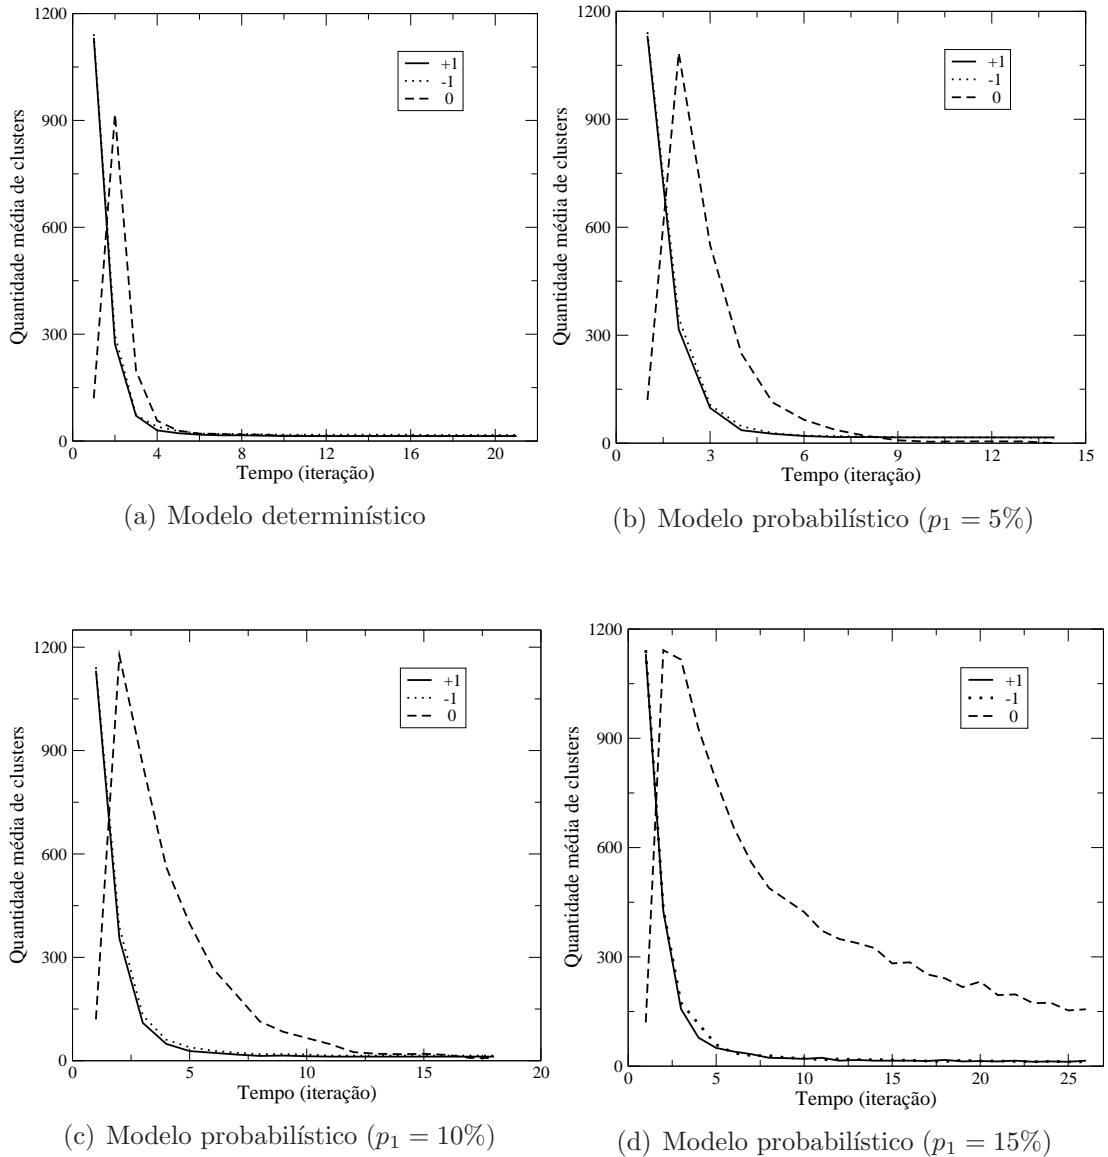 1200
900
600
300
0
Quantidade média de clusters
+1
-1
0
0 4 8 12 16 20
Tempo (iteração)
(a) Modelo determinístico
1200
900
600
300
0
Quantidade média de clusters
+1
-1
0
0 3 6 9 12 15
Tempo (iteração)
(b) Modelo probabilístico (p₁ = 5%)
1200
900
600
300
0
Quantidade média de clusters
+1
-1
0
0 5 10 15 20
Tempo (iteração)
(c) Modelo probabilístico (p₁ = 10%)
1200
900
600
300
0
Quantidade média de clusters
+1
-1
0
0 5 10 15 20 25
Tempo (iteração)
(d) Modelo probabilístico (p₁ = 15%)